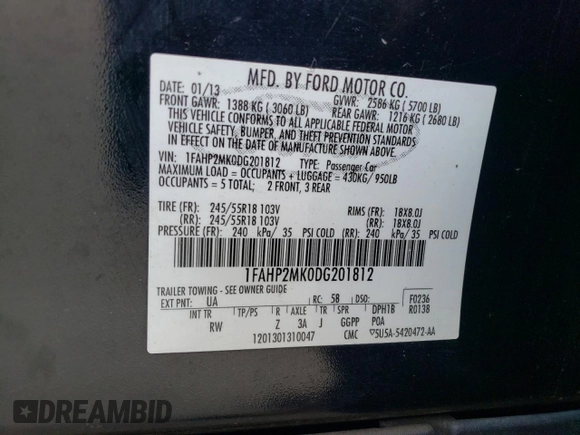 MFD. BY FORD MOTOR CO.
DATE: 01/13 GVWR: 2586 KG ( 5700 LB)
FRONT GAWR: 1388 KG ( 3060 LB) REAR GAWR: 1216 KG ( 2680 LB)
THIS VEHICLE CONFORMS TO ALL APPLICABLE FEDERAL MOTOR
VEHICLE SAFETY, BUMPER, AND THEFT PREVENTION STANDARDS
IN EFFECT ON THE DATE OF MANUFACTURE SHOWN ABOVE.
VIN: 1FAHP2MK0DG201812 TYPE: Passenger Car
MAXIMUM LOAD = OCCUPANTS + LUGGAGE = 430KG/ 950LB
OCCUPANTS = 5 TOTAL; 2 FRONT, 3 REAR
TIRE (FR): 245/55R18 103V RIMS (FR): 18X8.0J
(RR): 245/55R18 103V (RR): 18X8.0J
PRESSURE (FR): 240 kPa/ 35 PSI COLD (RR): 240 kPa/ 35 PSI COLD
1FAHP2MK0DG201812
TRAILER TOWING - SEE OWNER GUIDE
EXT PNT: UA RC: 58 DSO: F0236
INT TR TP/PS R AXLE TR SPR DPH1B R0138
RW Z 3A J GGPP POA
1201301310047 CMC 5U5A-5420472-AA
DREAMBID